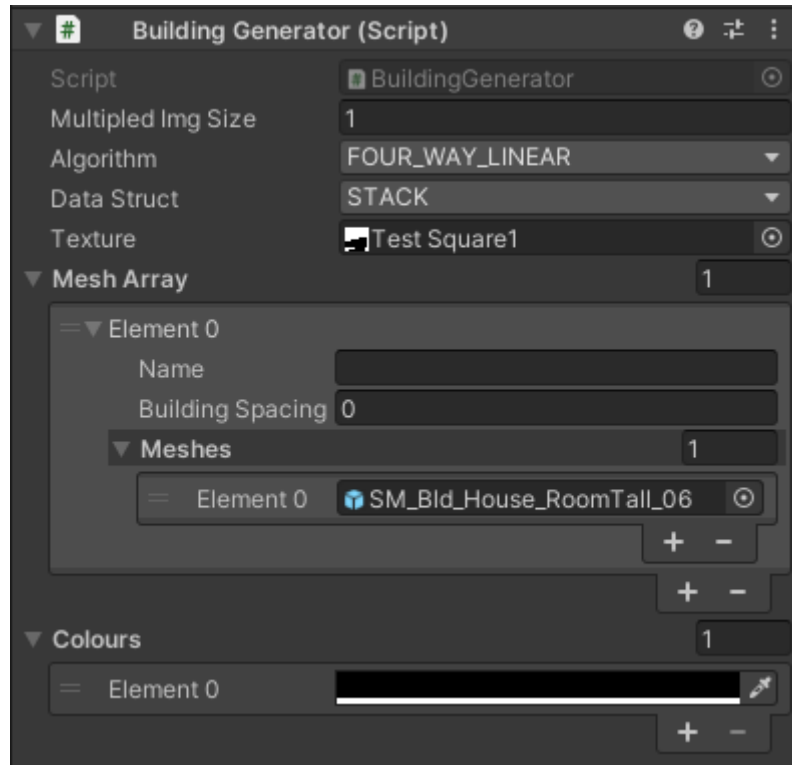 # Building Generator (Script)
Script # BuildingGenerator
Multipled Img Size 1
Algorithm FOUR_WAY_LINEAR
Data Struct STACK
Texture Test Square1
Mesh Array 1
Element 0
Name
Building Spacing 0
Meshes 1
Element 0 SM_Bld_House_RoomTall_06
+ -
+ -
Colours 1
Element 0
+ -